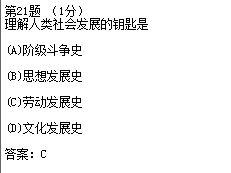 第21题 （1分）
理解人类社会发展的钥匙是
(A)阶级斗争史
(B)思想发展史
(C)劳动发展史
(D)文化发展史
答案：C